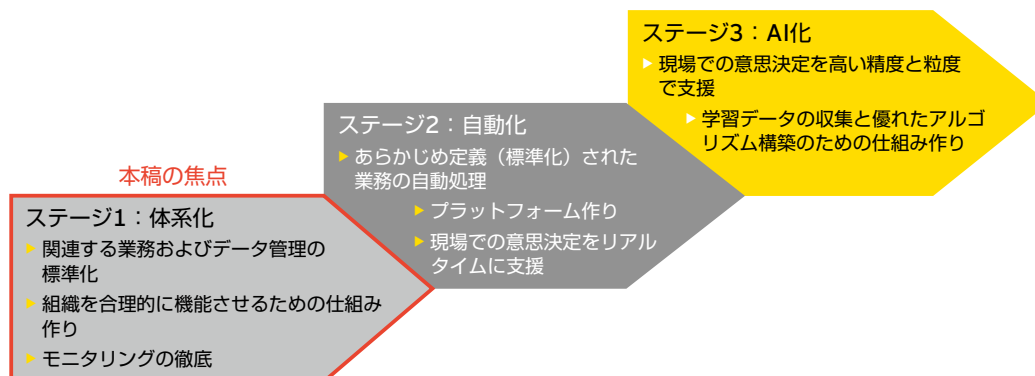 ステージ3：AI化
▶ 現場での意思決定を高い精度と粒度
で支援
▶ 学習データの収集と優れたアルゴ
リズム構築のための仕組み作り
ステージ2：自動化
▶ あらかじめ定義（標準化）された
業務の自動処理
▶ プラットフォーム作り
▶ 現場での意思決定をリアル
タイムに支援
本稿の焦点
ステージ1：体系化
▶ 関連する業務およびデータ管理の
標準化
▶ 組織を合理的に機能させるための仕組み
作り
▶ モニタリングの徹底